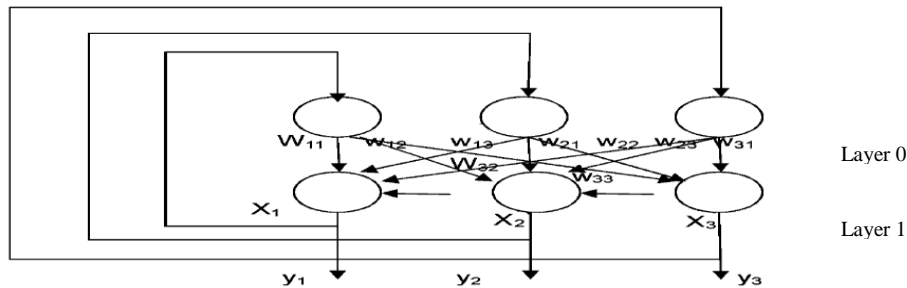 W₁₁ w₁₂ w₁₃ w₂₁ w₂₂ w₂₃ w₃₁
Layer 0
W₃₂ w₃₃
X₁ X₂ X₃
Layer 1
y₁ y₂ y₃